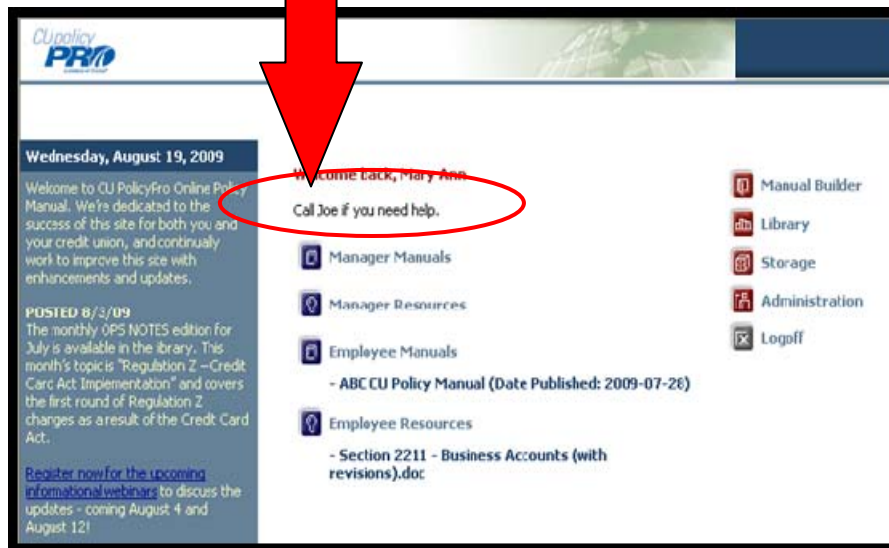 CUpolicy
PRO
Wednesday, August 19, 2009
Welcome to CU PolicyPro Online Policy
Manual. We're dedicated to the
success of this site for both you and
your credit union, and continualy
work to improve this site with
enhancements and updates.
POSTED 8/3/09
The monthly OPS NOTES edition for
July is available in the library. This
month's topic is "Regulation Z –Credit
Card Act Implementation" and covers
the first round of Regulation Z
changes as a result of the Credit Card
Act.
Register now for the upcoming
informational webinars to discuss the
updates - coming August 4 and
August 12!
Welcome back, Mary Ann
Call Joe if you need help.
Manager Manuals
Manager Resources
Employee Manuals
- ABC CU Policy Manual (Date Published: 2009-07-28)
Employee Resources
- Section 2211 - Business Accounts (with
revisions).doc
Manual Builder
Library
Storage
Administration
Logoff